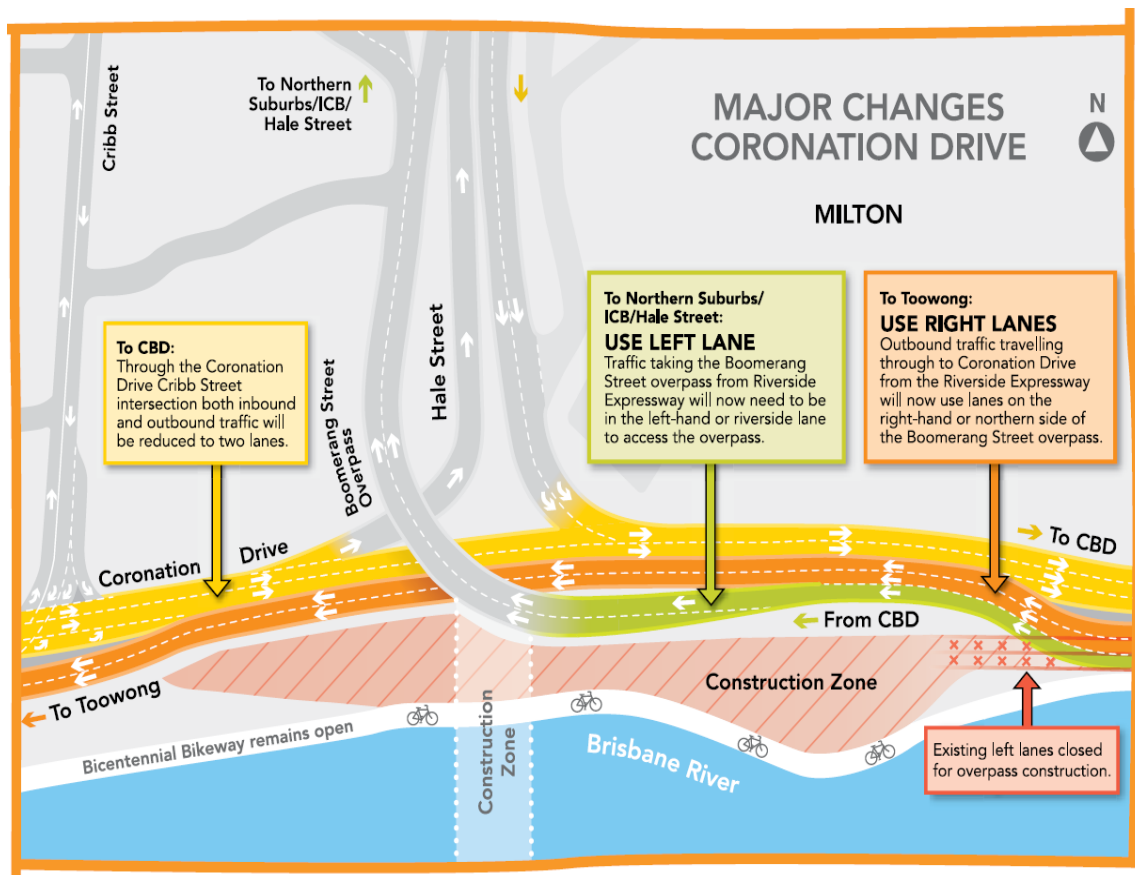 MAJOR CHANGES
CORONATION DRIVE
N
MILTON
Cribb Street
To Northern
Suburbs/ICB/
Hale Street
Hale Street
Boomerang Street
Overpass
To CBD:
Through the Coronation
Drive Cribb Street
intersection both inbound
and outbound traffic will
be reduced to two lanes.
To Northern Suburbs/
ICB/Hale Street:
USE LEFT LANE
Traffic taking the Boomerang
Street overpass from Riverside
Expressway will now need to be
in the left-hand or riverside lane
to access the overpass.
To Toowong:
USE RIGHT LANES
Outbound traffic travelling
through to Coronation Drive
from the Riverside Expressway
will now use lanes on the
right-hand or northern side of
the Boomerang Street overpass.
Coronation Drive
To CBD
From CBD
To Toowong
Construction Zone
Construction
Zone
Bicentennial Bikeway remains open
Brisbane River
Existing left lanes closed
for overpass construction.